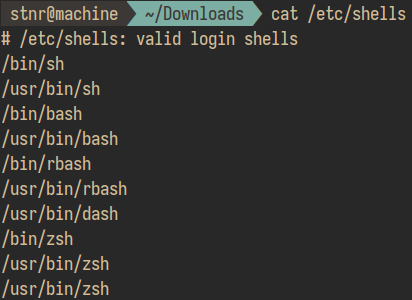 stnr@machine ~/Downloads cat /etc/shells
# /etc/shells: valid login shells
/bin/sh
/usr/bin/sh
/bin/bash
/usr/bin/bash
/bin/rbash
/usr/bin/rbash
/usr/bin/dash
/bin/zsh
/usr/bin/zsh
/usr/bin/zsh